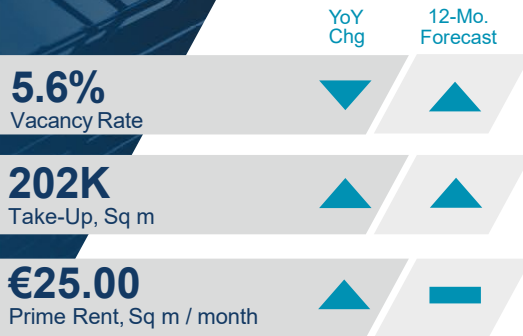 YoY
Chg
12-Mo.
Forecast
5.6%
Vacancy Rate
202K
Take-Up, Sq m
€25.00
Prime Rent, Sq m / month